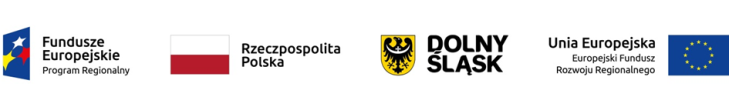 Fundusze
Europejskie
Program Regionalny
Rzeczpospolita
Polska
DOLNY
ŚLĄSK
Unia Europejska
Europejski Fundusz
Rozwoju Regionalnego